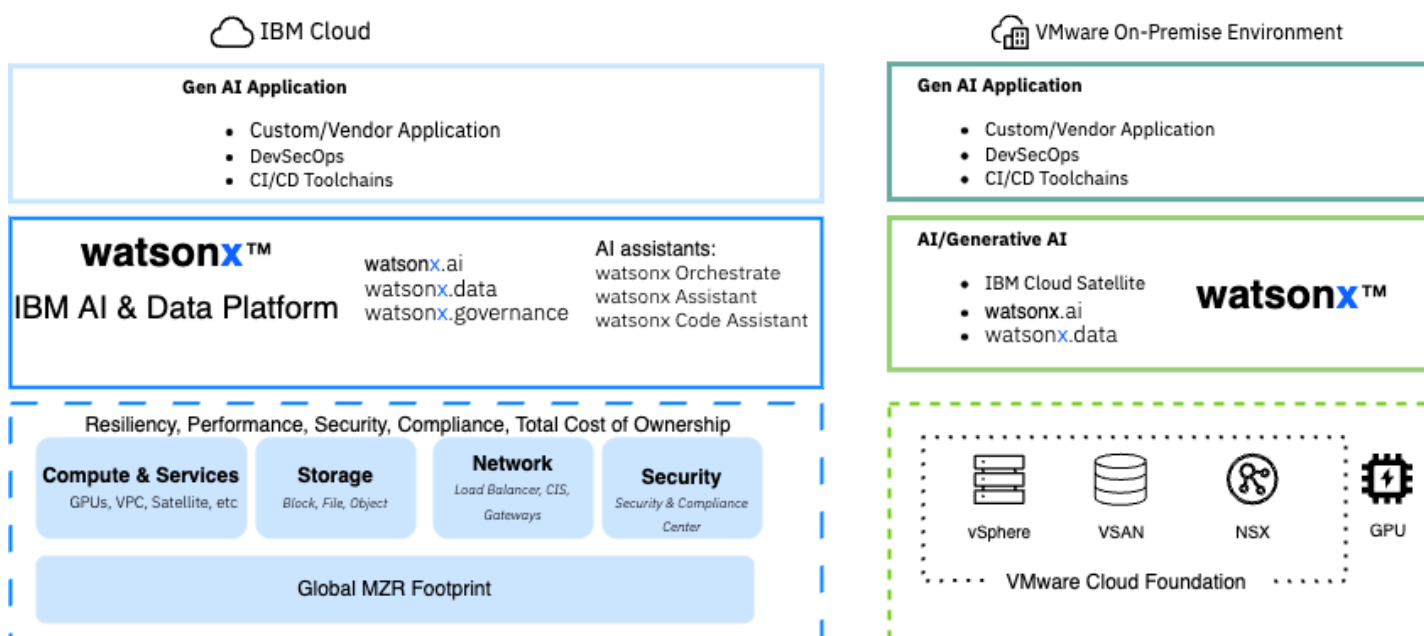 IBM Cloud
Gen AI Application
• Custom/Vendor Application
• DevSecOps
• CI/CD Toolchains
watsonx™
IBM AI & Data Platform
watsonx.ai
watsonx.data
watsonx.governance
AI assistants:
watsonx Orchestrate
watsonx Assistant
watsonx Code Assistant
Resiliency, Performance, Security, Compliance, Total Cost of Ownership
Compute & Services
GPUs, VPC, Satellite, etc
Storage
Block, File, Object
Network
Load Balancer, CIS,
Gateways
Security
Security & Compliance
Center
Global MZR Footprint
VMware On-Premise Environment
Gen AI Application
• Custom/Vendor Application
• DevSecOps
• CI/CD Toolchains
AI/Generative AI
• IBM Cloud Satellite
• watsonx.ai
• watsonx.data
watsonx™
vSphere
VSAN
NSX
GPU
VMware Cloud Foundation